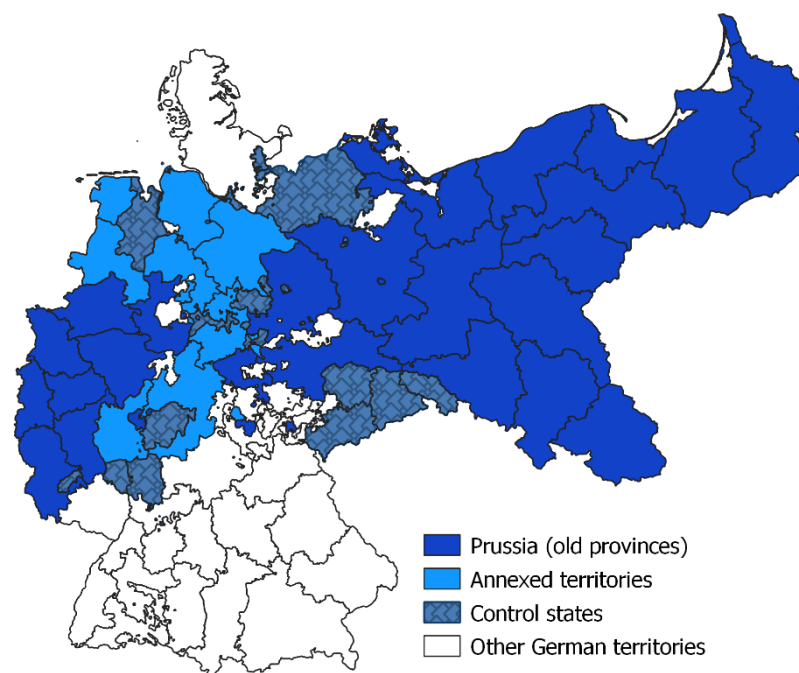 Prussia (old provinces)
Annexed territories
Control states
Other German territories